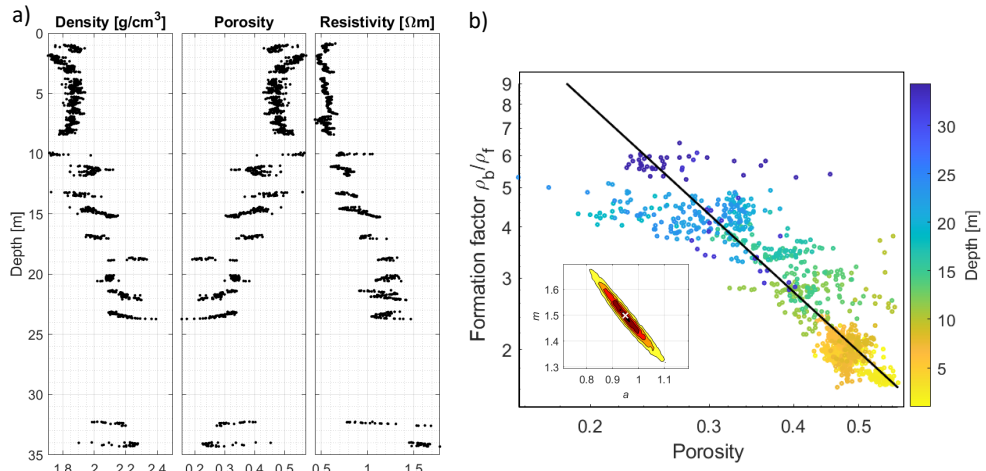 a)
Density [g/cm³] Porosity Resistivity [Ωm]
0
5
10
15
20
25
30
35
Depth [m]
1.8 2 2.2 2.4
0.2 0.3 0.4 0.5
0.5 1 1.5
b)
Formation factor ρb/ρf
9
8
7
6
5
4
3
2
0.2 0.3 0.4 0.5
Porosity
1.6
1.5
1.4
1.3
m
0.8 0.9 1 1.1
a
30
25
20
15
10
5
Depth [m]